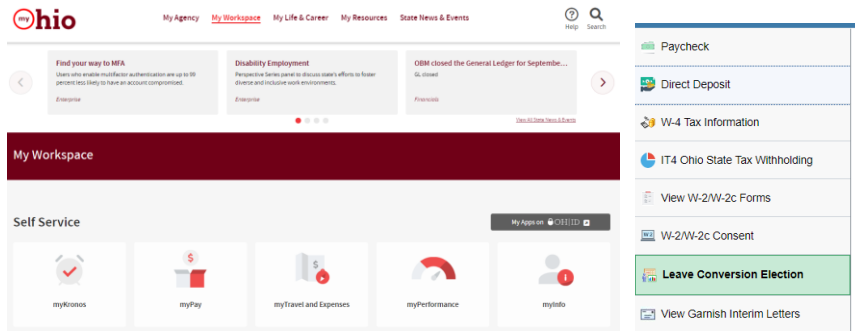 my Ohio
My Agency My Workspace My Life & Career My Resources State News & Events
Help Search
Find your way to MFA
Users who enable multifactor authentication are up to 99
percent less likely to have an account compromised.
Enterprise
Disability Employment
Perspective Series panel to discuss state's efforts to foster
diverse and inclusive work environments.
Enterprise
OBM closed the General Ledger for Septembe...
GL closed
Financials
View All State News & Events
My Workspace
Self Service
My Apps on OH|ID
myKronos
myPay
myTravel and Expenses
myPerformance
myInfo
Paycheck
Direct Deposit
W-4 Tax Information
IT4 Ohio State Tax Withholding
View W-2/W-2c Forms
W-2/W-2c Consent
Leave Conversion Election
View Garnish Interim Letters